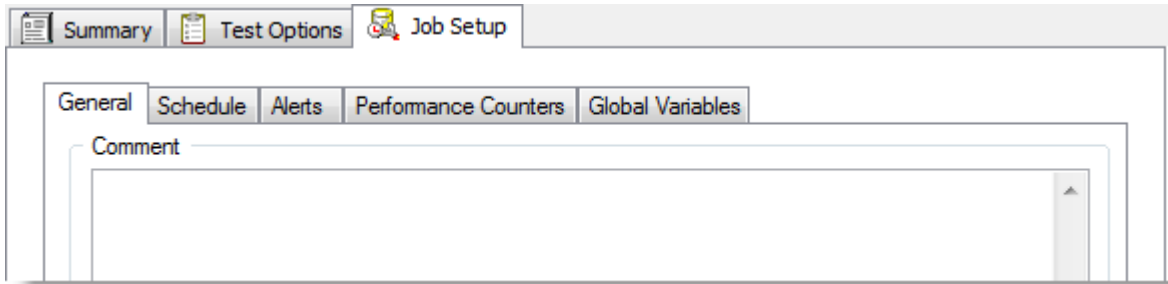 Summary Test Options Job Setup
General Schedule Alerts Performance Counters Global Variables
Comment